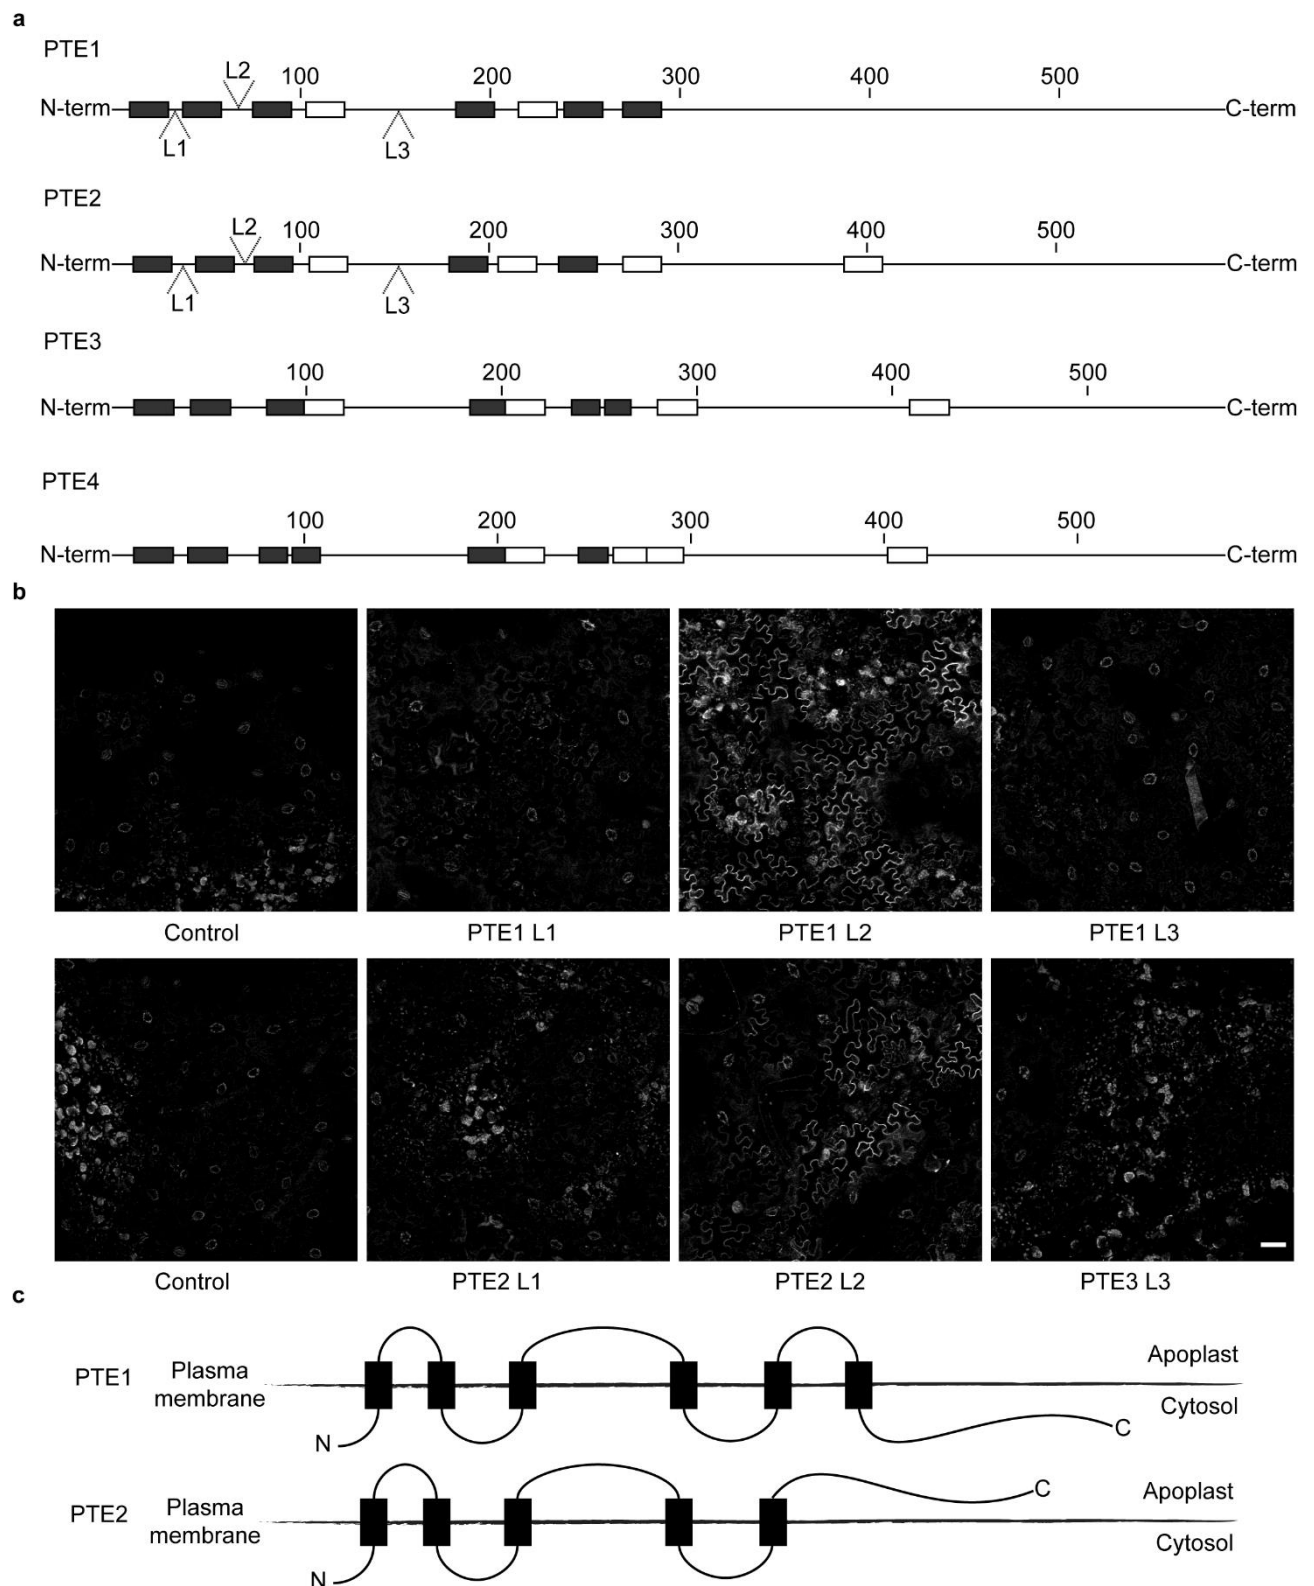 a
PTE1
L2 100 200 300 400 500
N-term C-term
L1 L3
PTE2
L2 100 200 300 400 500
N-term C-term
L1 L3
PTE3
100 200 300 400 500
N-term C-term
PTE4
100 200 300 400 500
N-term C-term
b
Control PTE1 L1 PTE1 L2 PTE1 L3
Control PTE2 L1 PTE2 L2 PTE3 L3
c
PTE1
Plasma
membrane
Apoplast
Cytosol
N
C
PTE2
Plasma
membrane
C
Apoplast
Cytosol
N